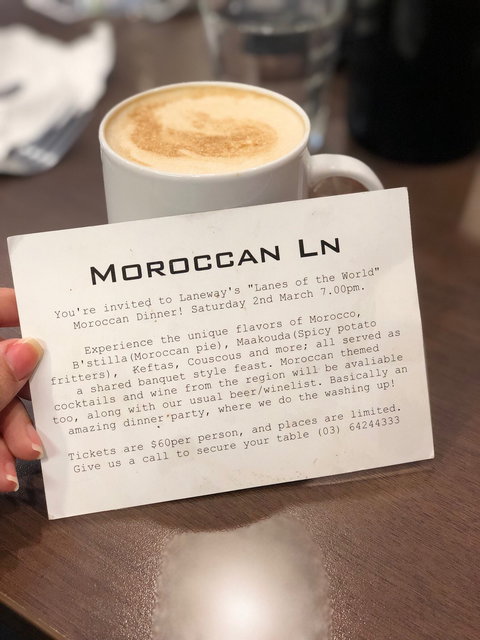 MOROCCAN LN
You're invited to Laneway's "Lanes of the World"
Moroccan Dinner! Saturday 2nd March 7.00pm.
Experience the unique flavors of Morocco,
B'stilla(Moroccan pie), Maakouda(Spicy potato
fritters), Keftas, Couscous and more; all served as
a shared banquet style feast. Moroccan themed
cocktails and wine from the region will be avaliable
too, along with our usual beer/winelist. Basically an
amazing dinner party, where we do the washing up!
Tickets are $60per person, and places are limited.
Give us a call to secure your table (03) 64244333